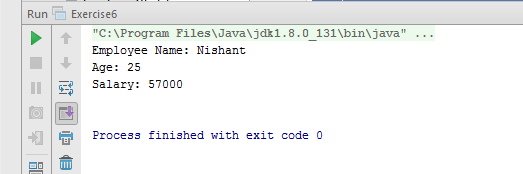 Run Exercise6
"C:\Program Files\Java\jdk1.8.0_131\bin\java" ...
Employee Name: Nishant
Age: 25
Salary: 57000
Process finished with exit code 0